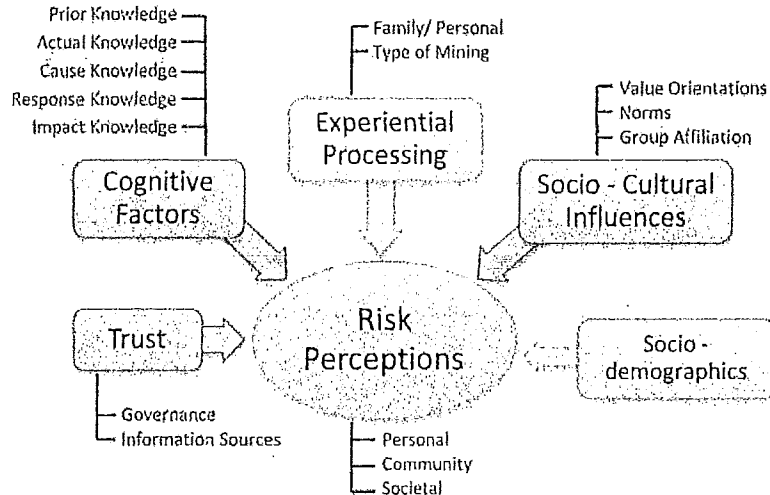 Prior Knowledge
Actual Knowledge
Cause Knowledge
Response Knowledge
Impact Knowledge
Cognitive
Factors
Family/ Personal
Type of Mining
Experiential
Processing
Value Orientations
Norms
Group Affiliation
Socio - Cultural
Influences
Trust
Governance
Information Sources
Risk
Perceptions
Personal
Community
Societal
Socio -
demographics